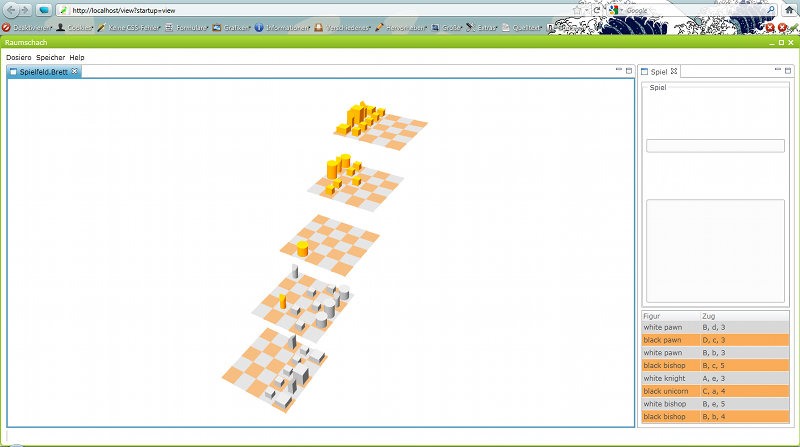 http://localhost/view?startup=view
Google
Deaktivieren Cookies Keine CSS-Fehler Formulare Grafiken Informationen Verschiedenes Hervorheben Größe Extras Quelltext
Raumschach
Dosiero Speicher Help
Spielfeld.Brett
Spiel
Spiel
Figur Zug
white pawn B, d, 3
black pawn D, c, 3
white pawn B, b, 3
black bishop B, c, 5
white knight A, e, 3
black unicorn C, a, 4
white bishop B, e, 5
black bishop B, b, 4